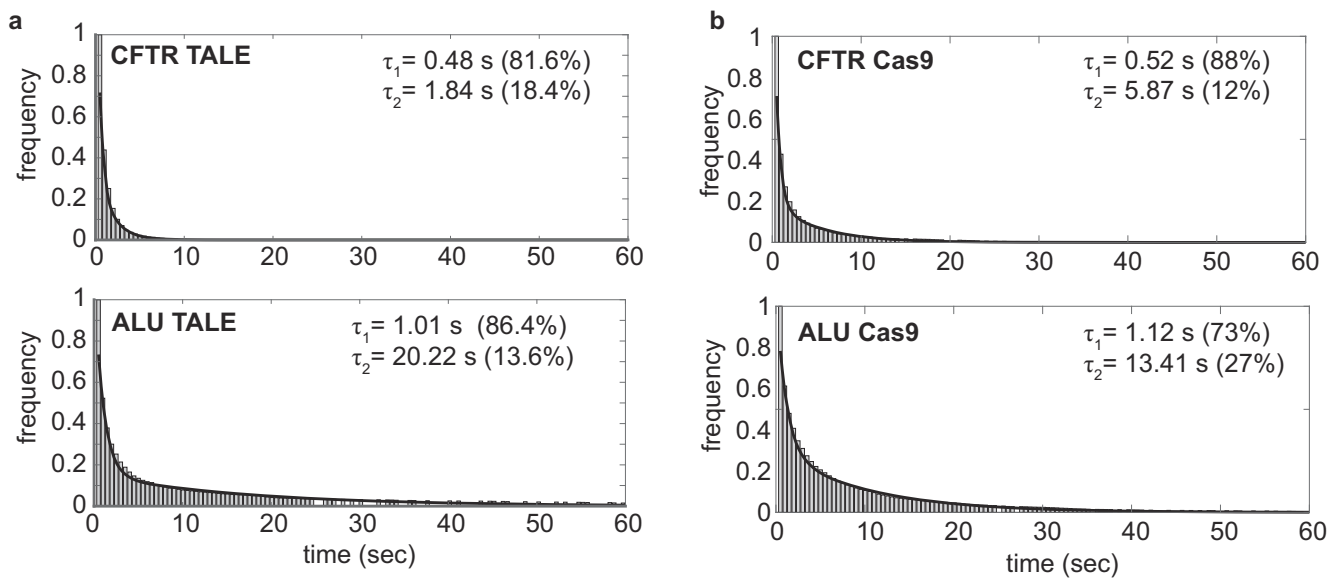 a
CFTR TALE
τ1= 0.48 s (81.6%)
τ2= 1.84 s (18.4%)
frequency
1
0.8
0.6
0.4
0.2
0
0 10 20 30 40 50 60
ALU TALE
τ1= 1.01 s (86.4%)
τ2= 20.22 s (13.6%)
frequency
1
0.8
0.6
0.4
0.2
0
0 10 20 30 40 50 60
time (sec)
b
CFTR Cas9
τ1= 0.52 s (88%)
τ2= 5.87 s (12%)
frequency
1
0.8
0.6
0.4
0.2
0
0 10 20 30 40 50 60
ALU Cas9
τ1= 1.12 s (73%)
τ2= 13.41 s (27%)
frequency
1
0.8
0.6
0.4
0.2
0
0 10 20 30 40 50 60
time (sec)